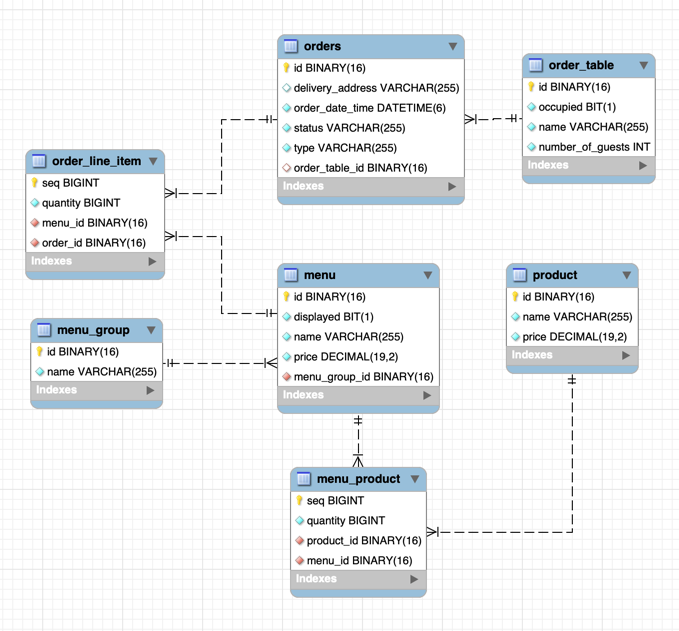 orders
id BINARY(16)
delivery_address VARCHAR(255)
order_date_time DATETIME(6)
status VARCHAR(255)
type VARCHAR(255)
order_table_id BINARY(16)
Indexes
order_table
id BINARY(16)
occupied BIT(1)
name VARCHAR(255)
number_of_guests INT
Indexes
order_line_item
seq BIGINT
quantity BIGINT
menu_id BINARY(16)
order_id BINARY(16)
Indexes
menu
id BINARY(16)
displayed BIT(1)
name VARCHAR(255)
price DECIMAL(19,2)
menu_group_id BINARY(16)
Indexes
product
id BINARY(16)
name VARCHAR(255)
price DECIMAL(19,2)
Indexes
menu_group
id BINARY(16)
name VARCHAR(255)
Indexes
menu_product
seq BIGINT
quantity BIGINT
product_id BINARY(16)
menu_id BINARY(16)
Indexes